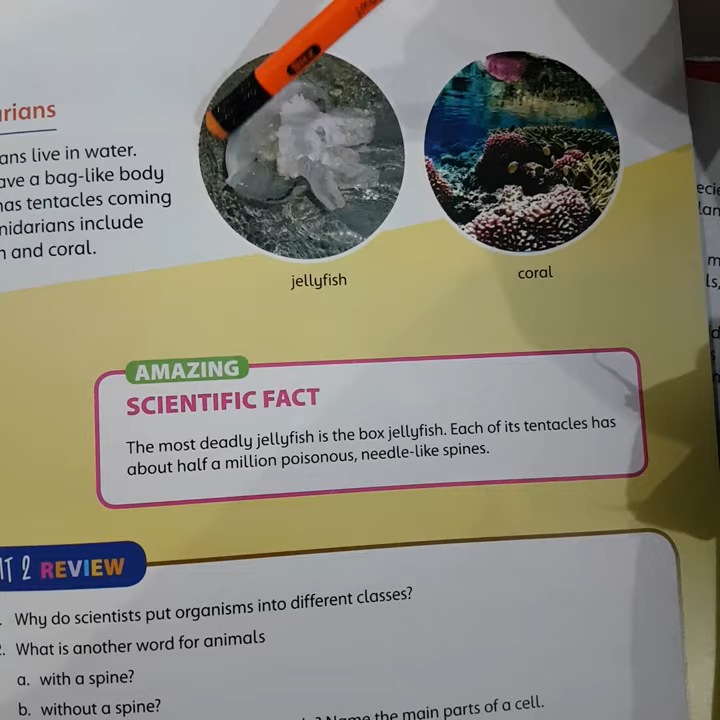 ans live in water.
ave a bag-like body
has tentacles coming
nidarians include
and coral.
jellyfish
coral
AMAZING
SCIENTIFIC FACT
The most deadly jellyfish is the box jellyfish. Each of its tentacles has
about half a million poisonous, needle-like spines.
IT 2 REVIEW
Why do scientists put organisms into different classes?
2. What is another word for animals
a. with a spine?
b. without a spine?
? Name the main parts of a cell.